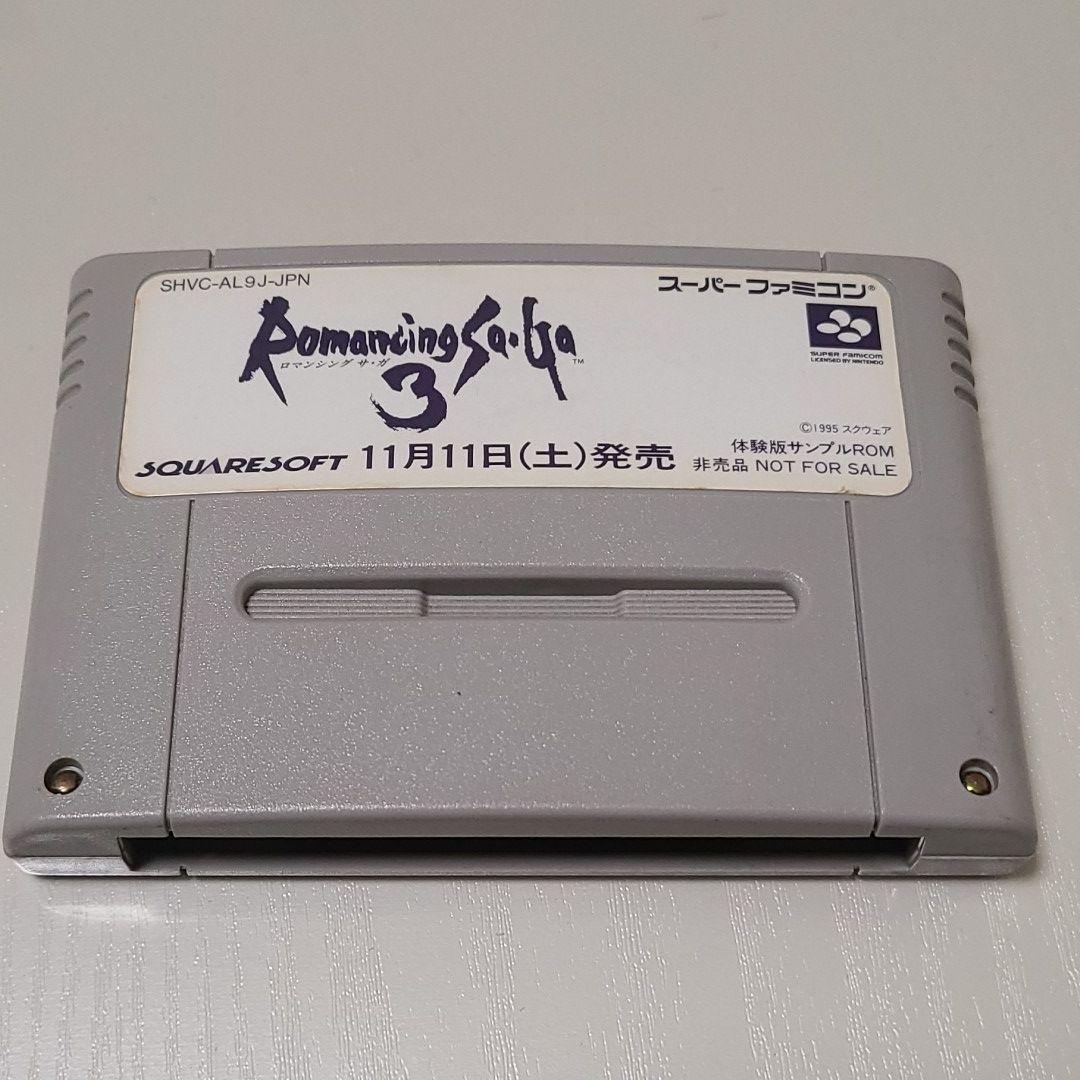 SHVC-AL9J-JPN
スーパーファミコン®
Romancing Sa・Ga™
ロマンシング サ・ガ
3
SUPER FAMICOM
LICENSED BY NINTENDO
©1995 スクウェア
SQUARESOFT 11月11日(土)発売
体験版サンプルROM
非売品 NOT FOR SALE